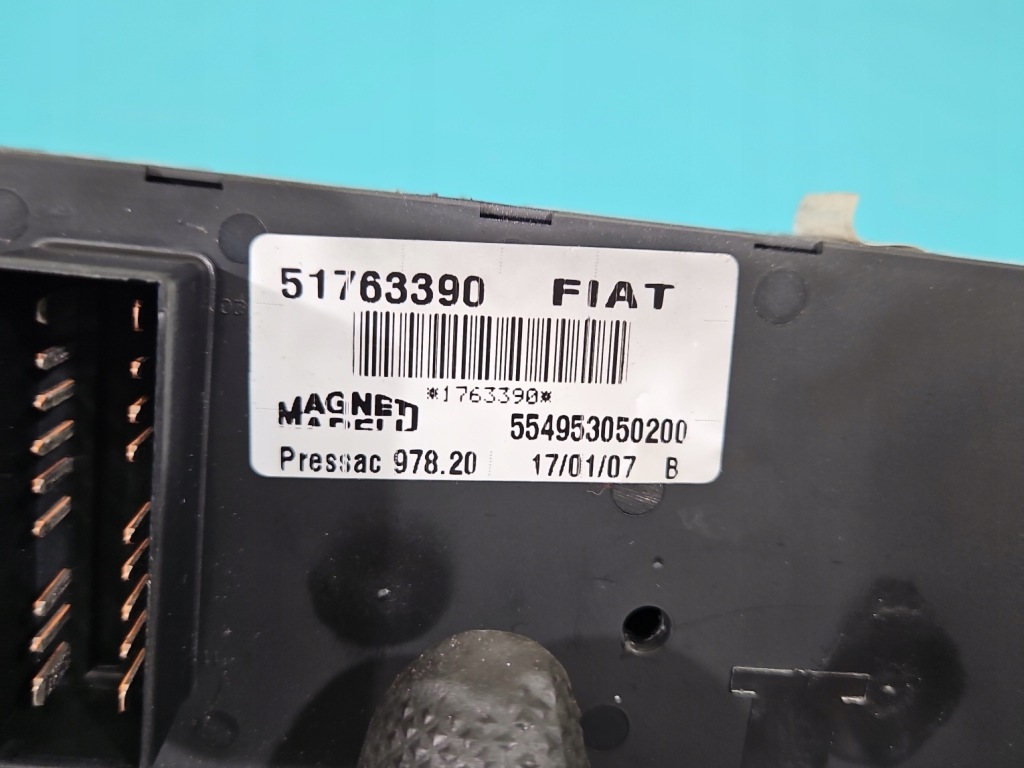 51763390 FIAT
*1763390*
MAGNETI
MARELLI
554953050200
Pressac 978.20 17/01/07 B